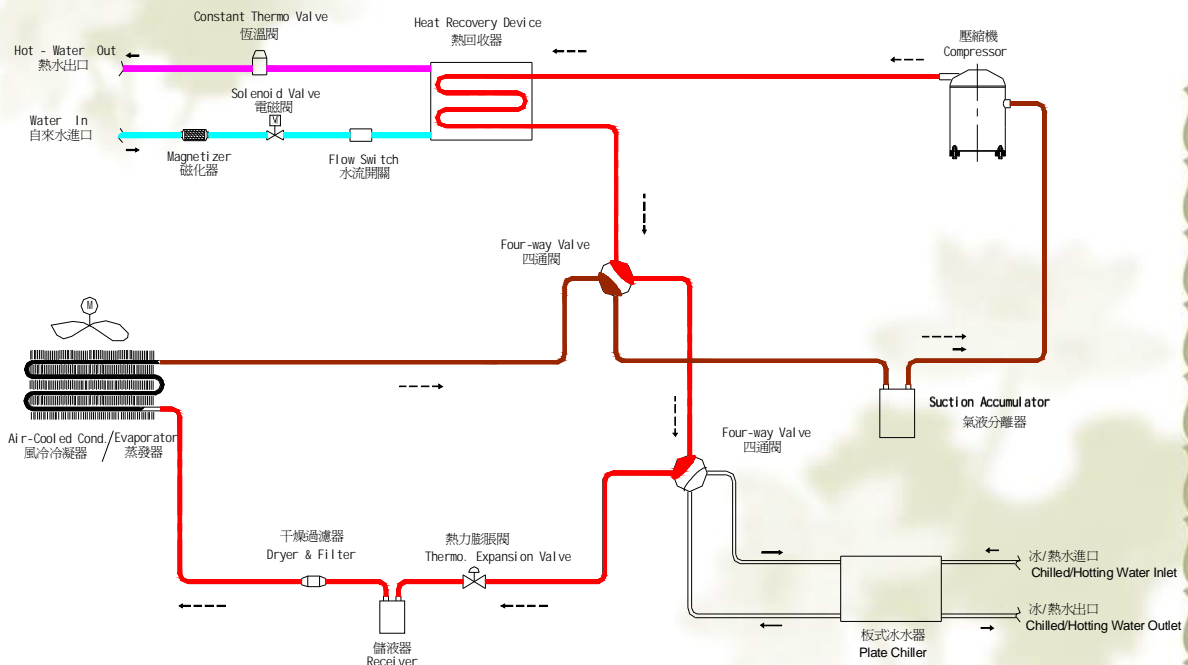 Constant Thermo Valve
恆溫閥
Heat Recovery Device
熱回收器
壓縮機
Compressor
Hot - Water Out
熱水出口
Solenoid Valve
電磁閥
M
Water In
自來水進口
Magnetizer
磁化器
Flow Switch
水流開關
Four-way Valve
四通閥
M
Suction Accumulator
氣液分離器
Air-Cooled Cond./Evaporator
風冷冷凝器 / 蒸發器
Four-way Valve
四通閥
干燥過濾器
Dryer & Filter
熱力膨脹閥
Thermo. Expansion Valve
冰/熱水進口
Chilled/Hotting Water Inlet
冰/熱水出口
Chilled/Hotting Water Outlet
板式冰水器
Plate Chiller
儲液器
Receiver